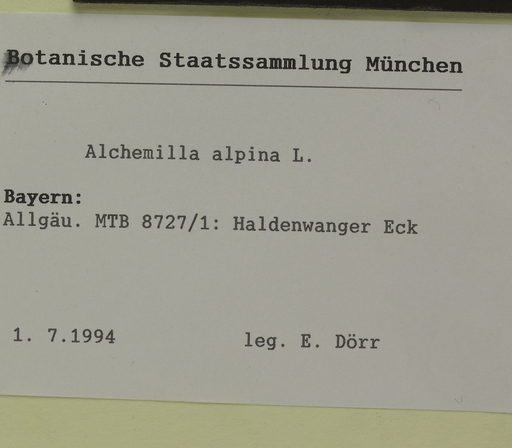 Botanische Staatssammlung München
Alchemilla alpina L.
Bayern:
Allgäu. MTB 8727/1: Haldenwanger Eck
1. 7.1994 leg. E. Dörr